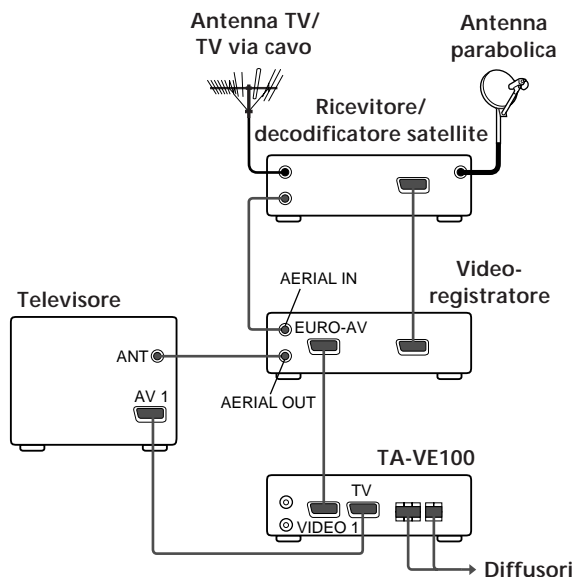 Antenna TV/
TV via cavo
Antenna
parabolica
Ricevitore/
decodificatore satellite
AERIAL IN
Video-
registratore
Televisore
EURO-AV
ANT
AV 1
AERIAL OUT
TA-VE100
TV
VIDEO 1
Diffusori